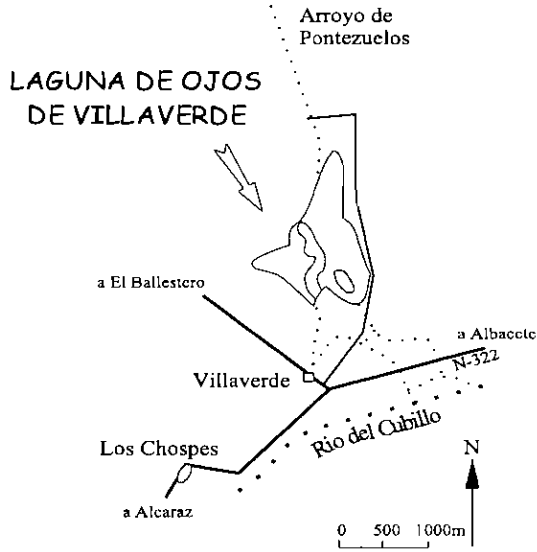 Arroyo de
Pontezuelos
LAGUNA DE OJOS
DE VILLAVERDE
a El Ballestero
a Albacete
N-322
Villaverde
Rio del Cubillo
Los Chospes
N
a Alcaraz
0 500 1000m